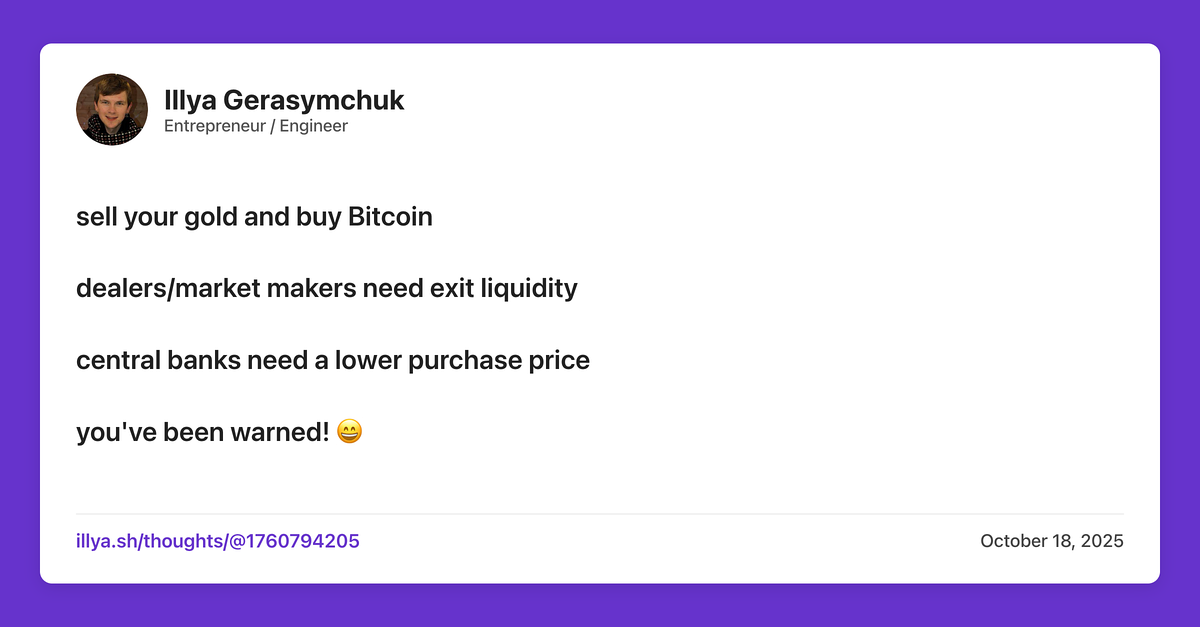 Illya Gerasymchuk
Entrepreneur / Engineer
sell your gold and buy Bitcoin
dealers/market makers need exit liquidity
central banks need a lower purchase price
you've been warned! 😄
illya.sh/thoughts/@1760794205
October 18, 2025